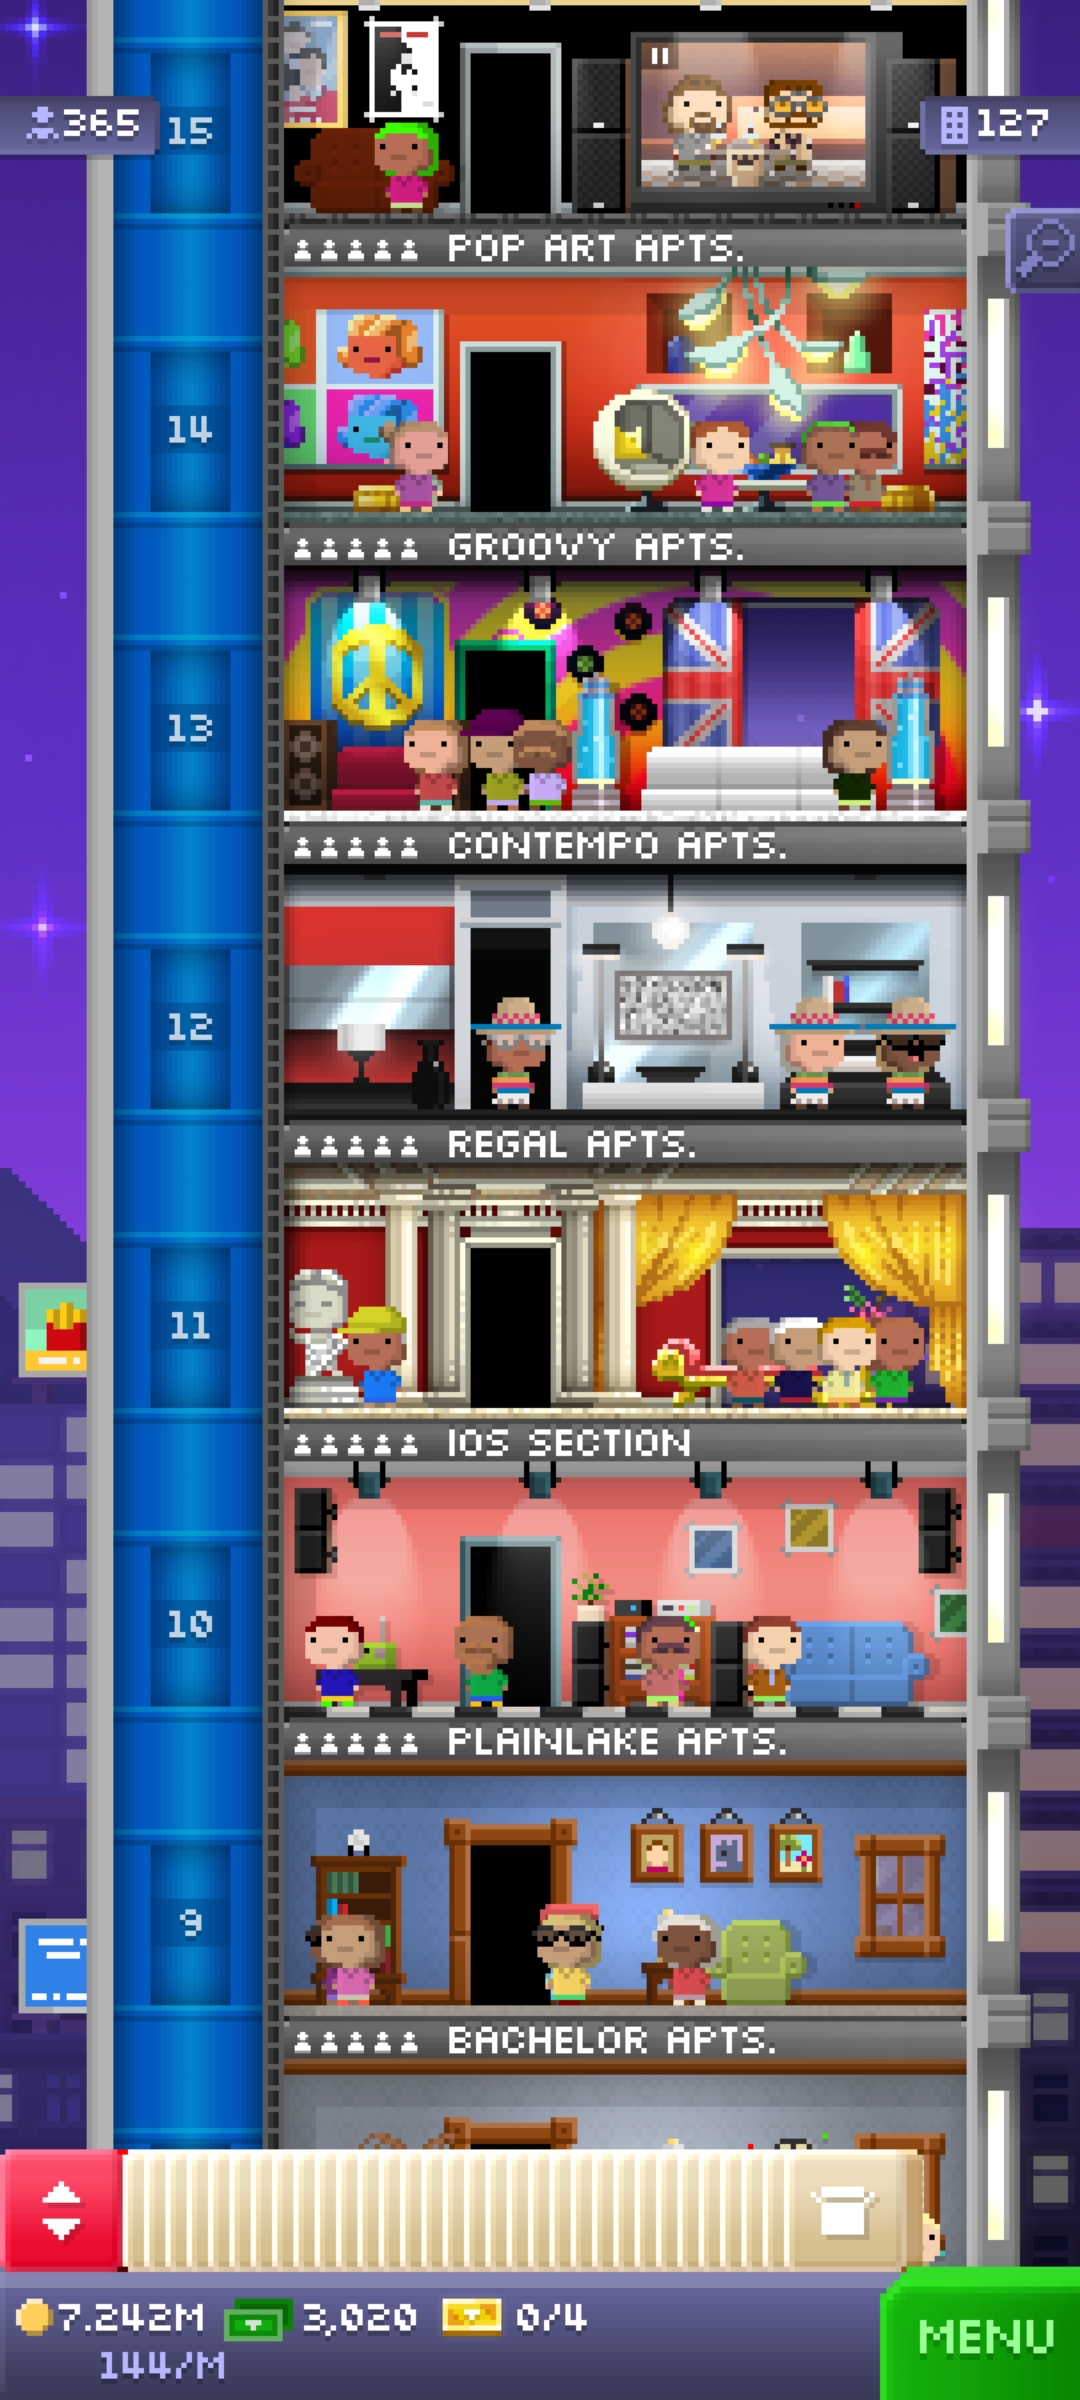 365
15
127
POP ART APTS.
14
GROOVY APTS.
13
CONTEMPO APTS.
12
REGAL APTS.
11
IOS SECTION
10
PLAINLAKE APTS.
9
BACHELOR APTS.
7.242M 3,020 0/4
144/M
MENU